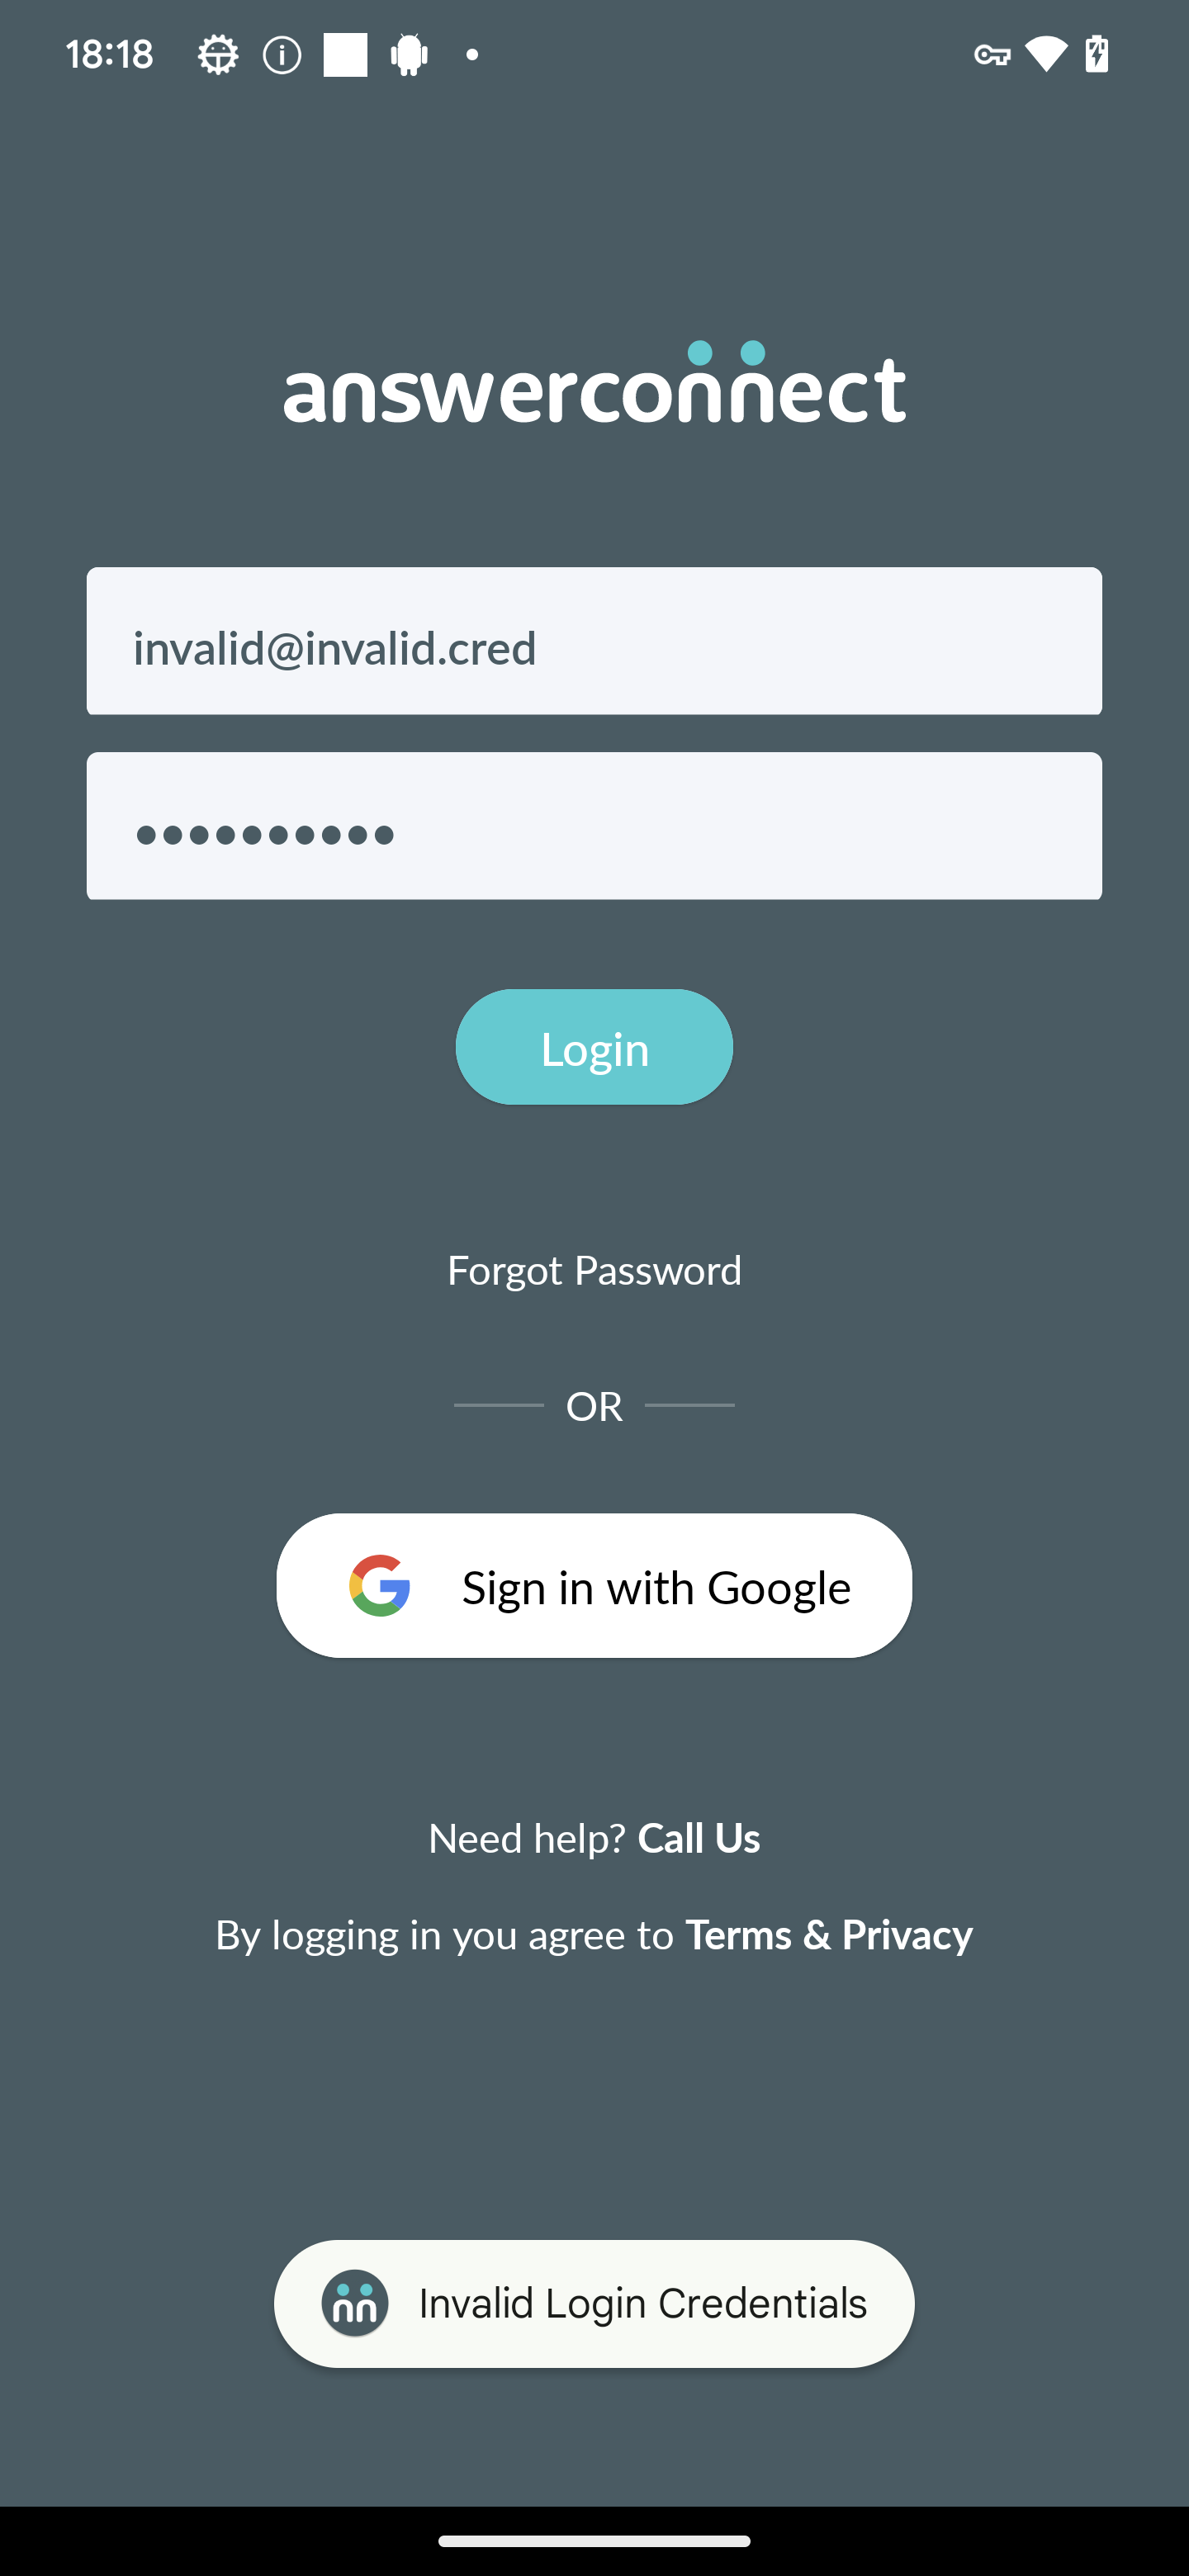 18:18
answerconnect
invalid@invalid.cred
••••••••••
Login
Forgot Password
OR
Sign in with Google
Need help? Call Us
By logging in you agree to Terms & Privacy
Invalid Login Credentials